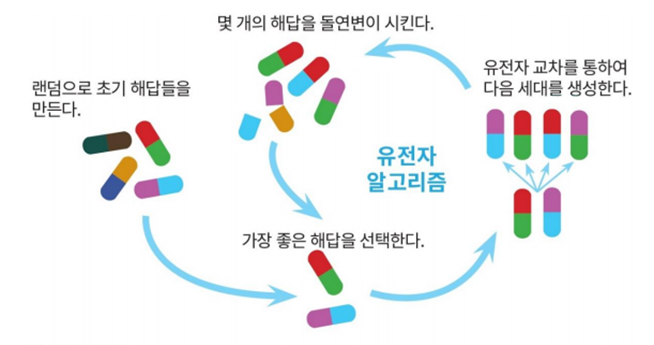 몇 개의 해답을 돌연변이 시킨다.
랜덤으로 초기 해답들을
만든다.
유전자 교차를 통하여
다음 세대를 생성한다.
유전자
알고리즘
가장 좋은 해답을 선택한다.